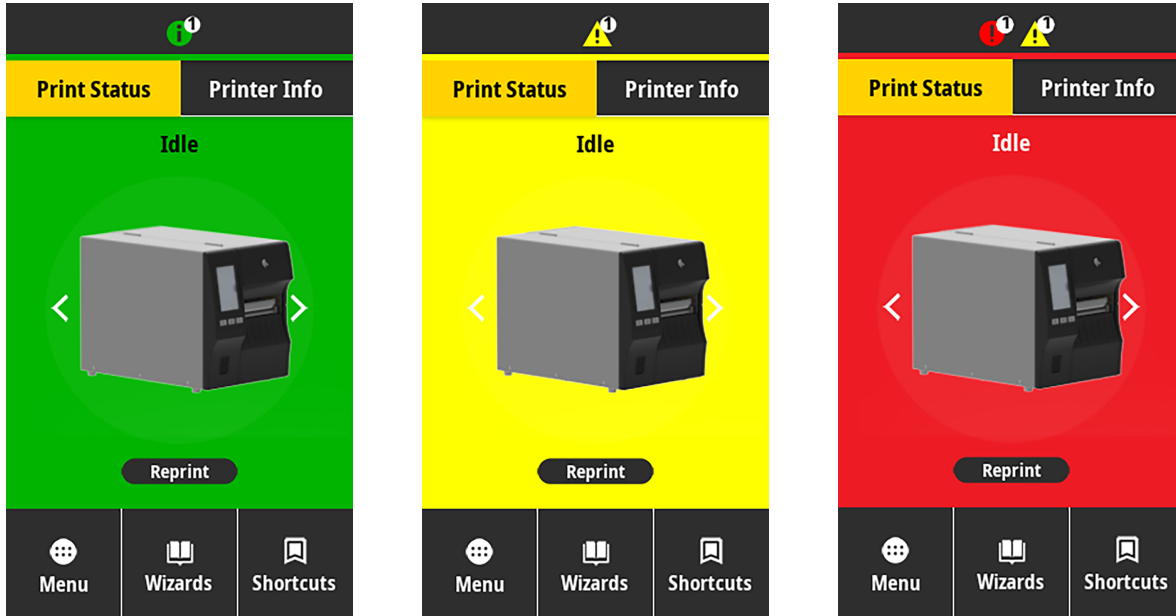 i 1
Print Status Printer Info
Idle
Reprint
Menu Wizards Shortcuts
! 1
Print Status Printer Info
Idle
Reprint
Menu Wizards Shortcuts
! 1 ! 1
Print Status Printer Info
Idle
Reprint
Menu Wizards Shortcuts